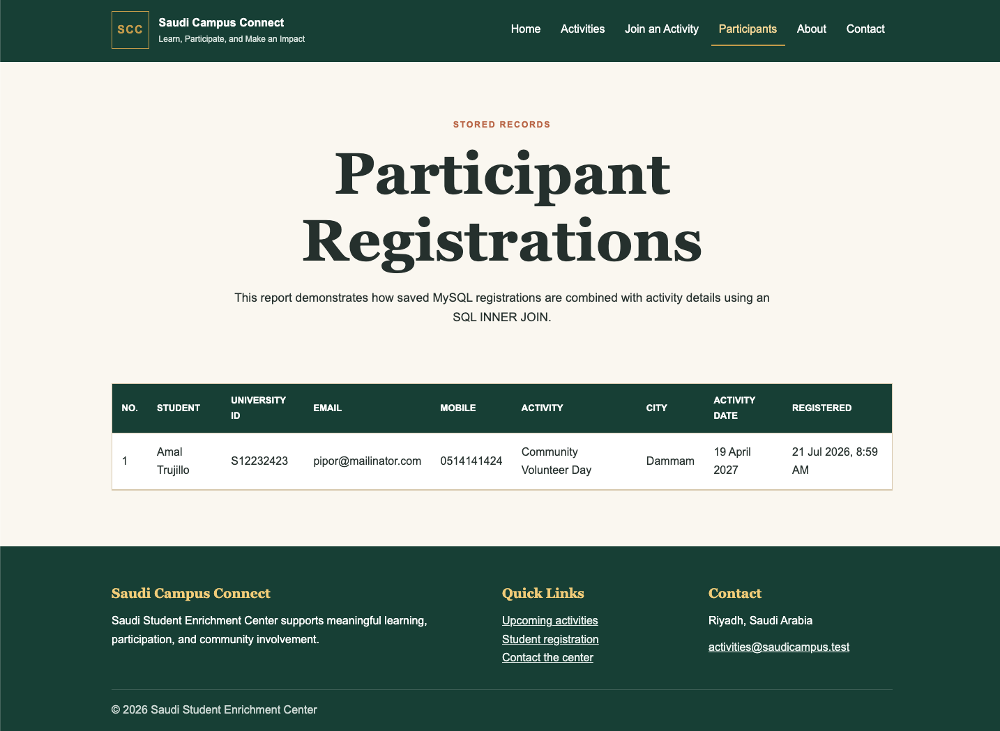 SCC
Saudi Campus Connect
Learn, Participate, and Make an Impact
Home Activities Join an Activity Participants About Contact
STORED RECORDS
Participant
Registrations
This report demonstrates how saved MySQL registrations are combined with activity details using an
SQL INNER JOIN.
NO. STUDENT UNIVERSITY ID EMAIL MOBILE ACTIVITY CITY ACTIVITY DATE REGISTERED
1 Amal Trujillo S12232423 pipor@mailinator.com 0514141424 Community Volunteer Day Dammam 19 April 2027 21 Jul 2026, 8:59 AM
Saudi Campus Connect
Saudi Student Enrichment Center supports meaningful learning,
participation, and community involvement.
Quick Links
Upcoming activities
Student registration
Contact the center
Contact
Riyadh, Saudi Arabia
activities@saudicampus.test
© 2026 Saudi Student Enrichment Center